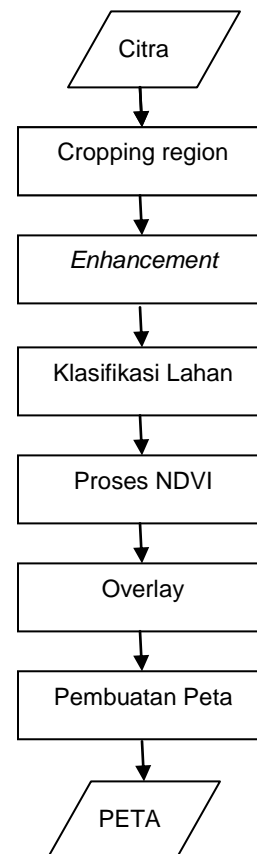 Citra
Cropping region
Enhancement
Klasifikasi Lahan
Proses NDVI
Overlay
Pembuatan Peta
PETA